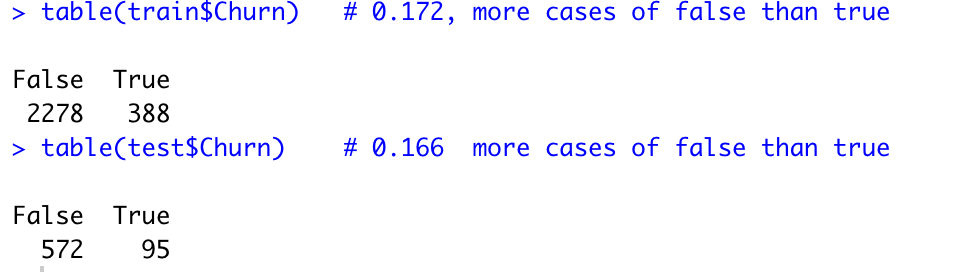 > table(train$Churn)   # 0.172, more cases of false than true
False  True
2278   388
> table(test$Churn)    # 0.166  more cases of false than true
False  True
572    95